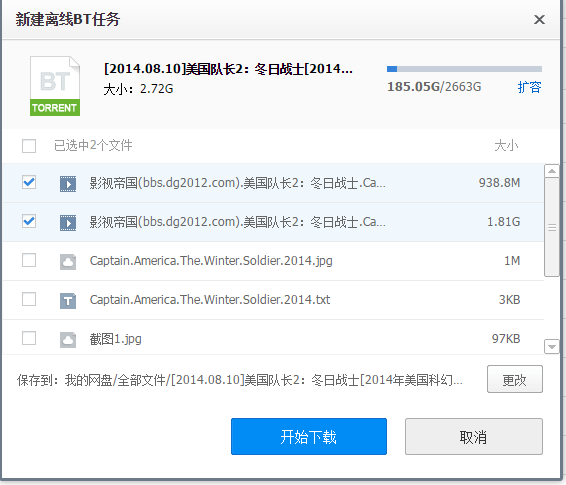 新建离线BT任务
BT
TORRENT
[2014.08.10]美国队长2：冬日战士[2014...
大小：2.72G
185.05G/2663G
扩容
已选中2个文件
大小
影视帝国(bbs.dg2012.com).美国队长2：冬日战士.Ca...
938.8M
影视帝国(bbs.dg2012.com).美国队长2：冬日战士.Ca...
1.81G
Captain.America.The.Winter.Soldier.2014.jpg
1M
T
Captain.America.The.Winter.Soldier.2014.txt
3KB
截图1.jpg
97KB
保存到：我的网盘/全部文件/[2014.08.10]美国队长2：冬日战士[2014年美国科幻...
更改
开始下载
取消